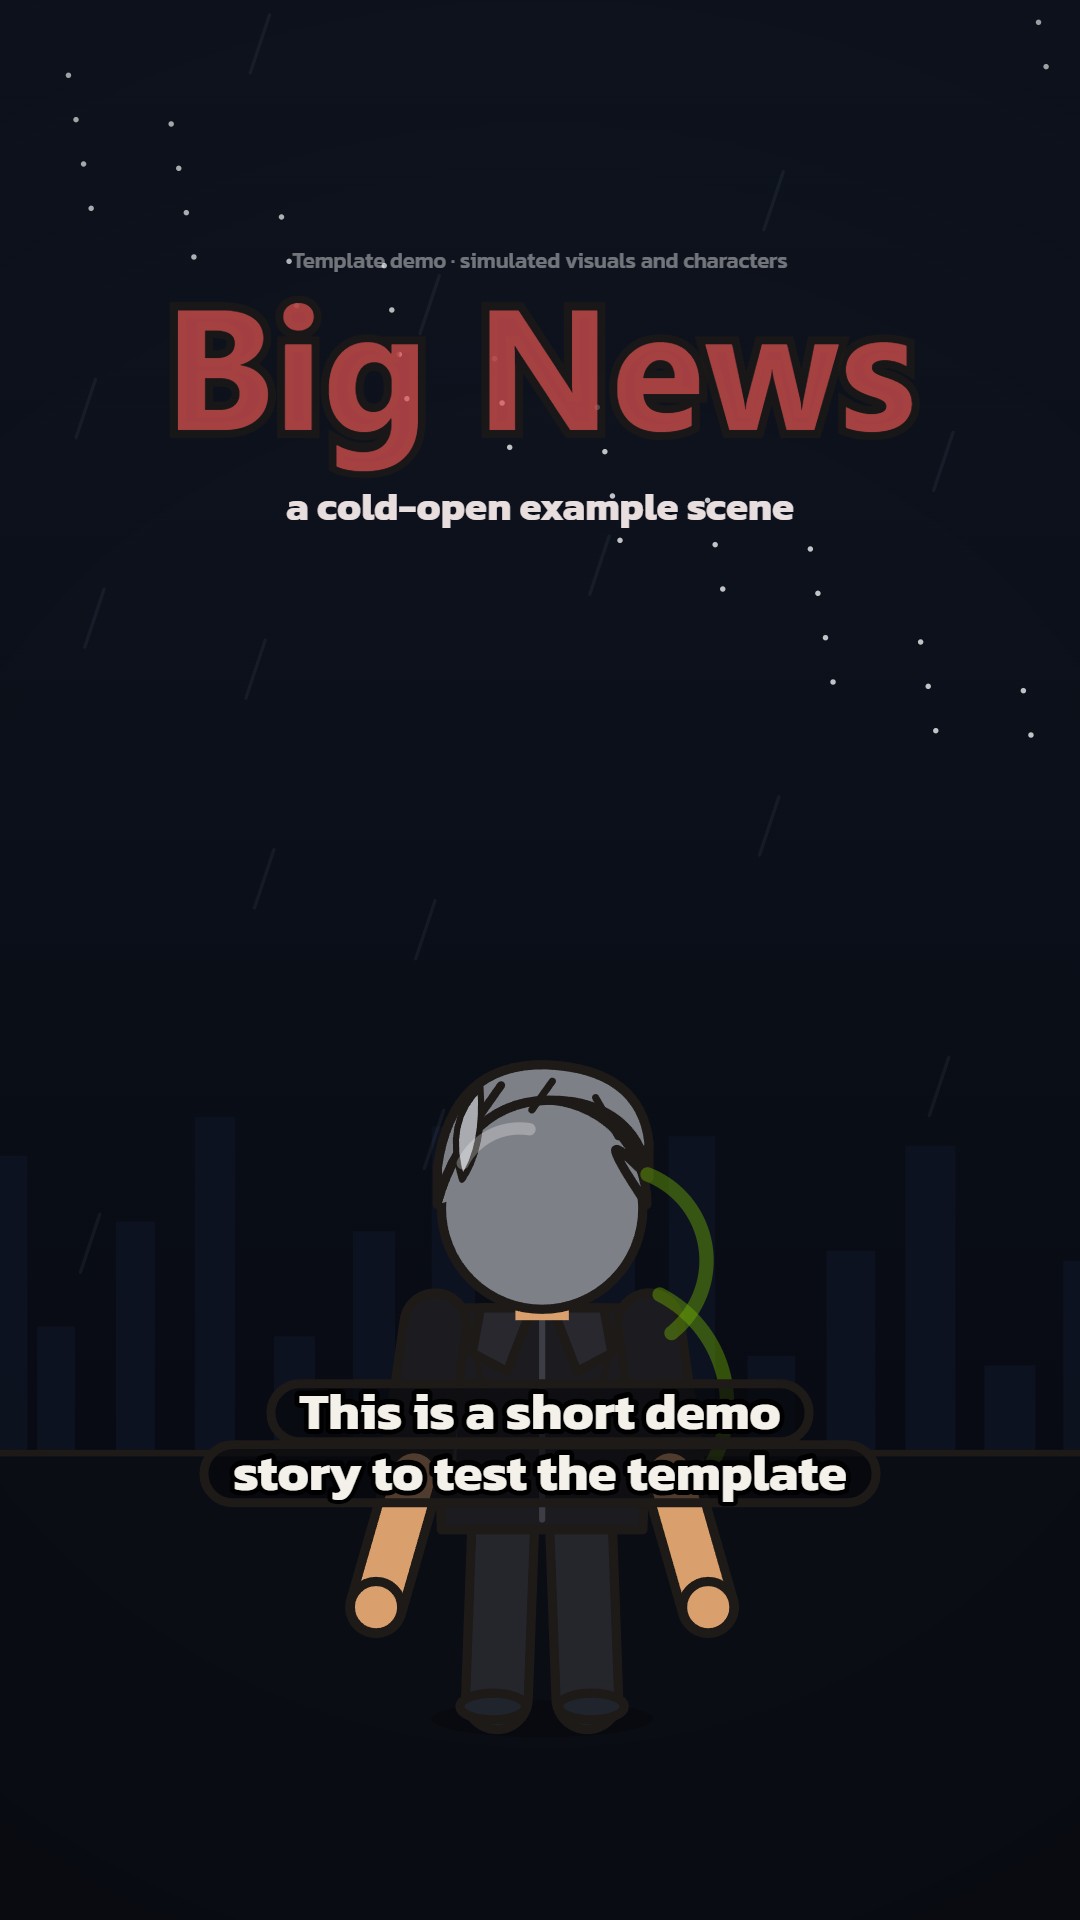 Template demo · simulated visuals and characters
Big News
a cold-open example scene
This is a short demo
story to test the template